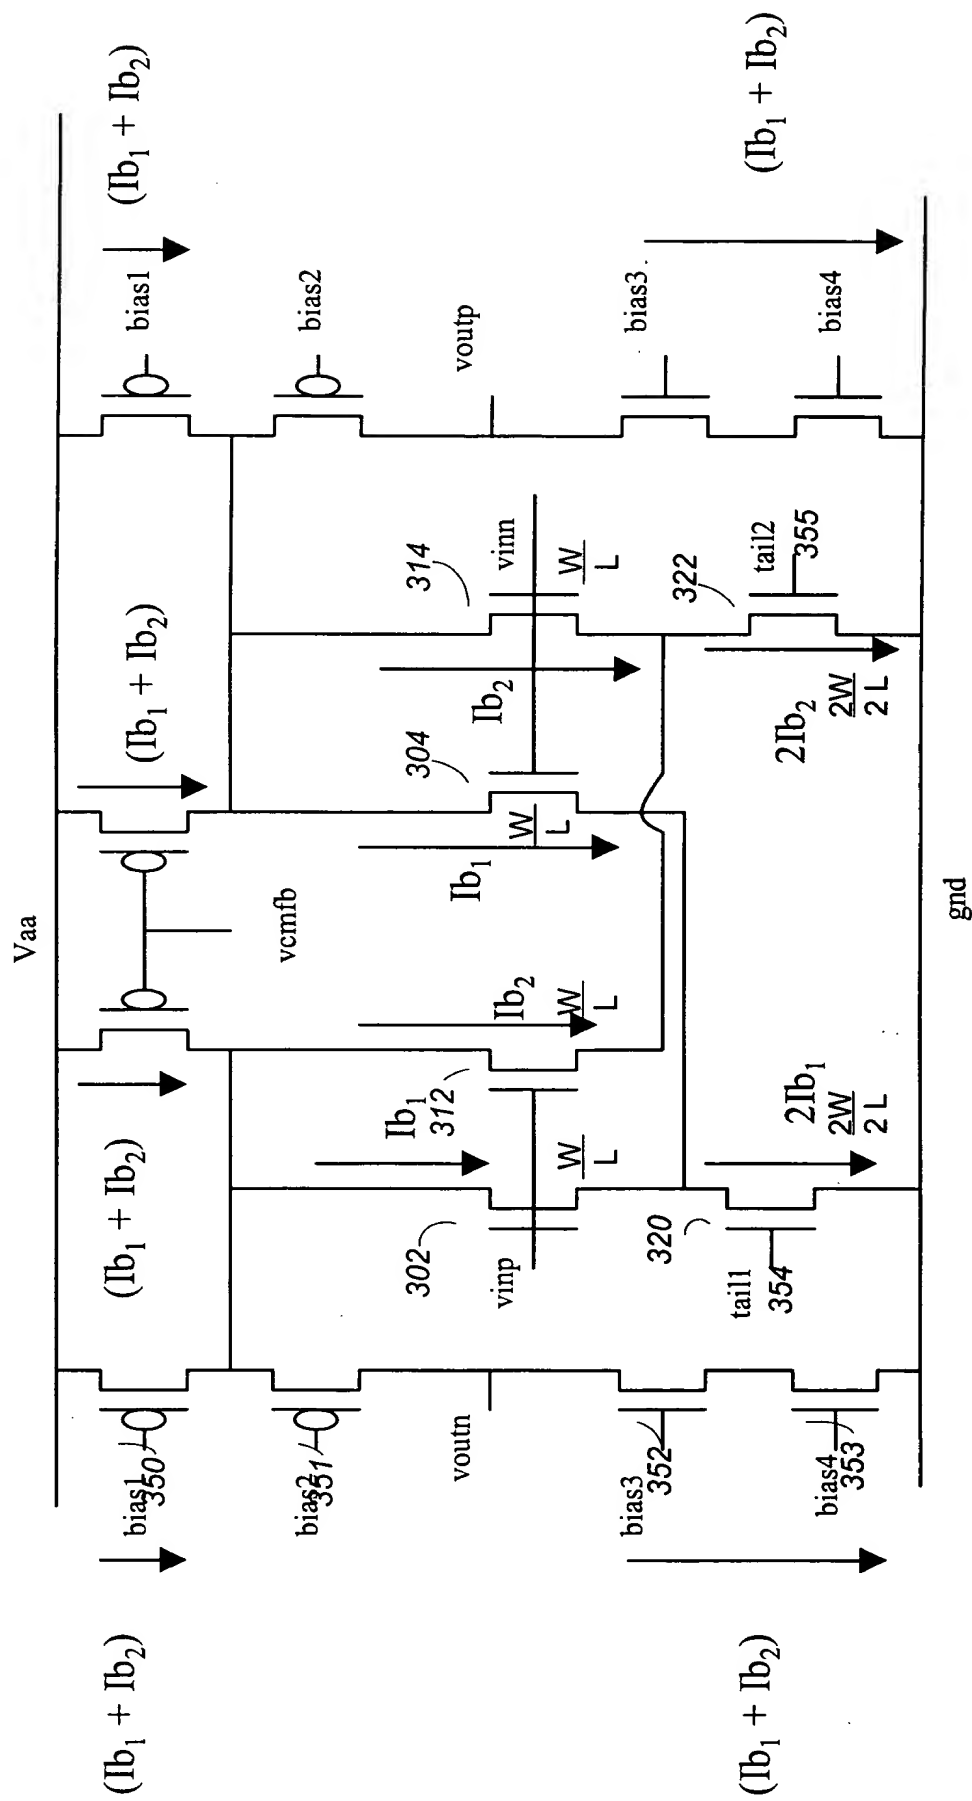 Vaa
(Ib₁ + Ib₂)
(Ib₁ + Ib₂)
(Ib₁ + Ib₂)
(Ib₁ + Ib₂)
bias1
350
bias1
bias2
351
vcmfb
bias2
voutn
302
vinp
Ib₁
312
W/L
Ib₂
W/L
Ib₁
304
W/L
Ib₂
314
vinn
W/L
voutp
bias3
352
bias3
320
tail1
354
2Ib₁
2W/2L
2Ib₂
2W/2L
322
tail2
355
bias4
353
bias4
(Ib₁ + Ib₂)
(Ib₁ + Ib₂)
gnd